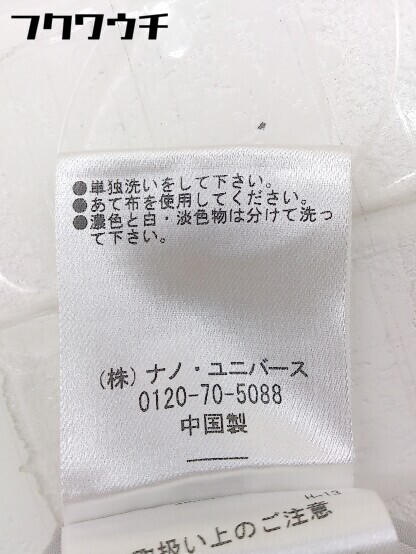 フクワウチ
●単独洗いをして下さい。
●あて布を使用してください。
●濃色と白・淡色物は分けて洗っ
て下さい。
(株)ナノ・ユニバース
0120-70-5088
中国製
H-13
取扱い上のご注意